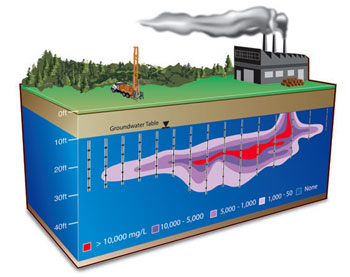 0ft
Groundwater Table
10ft
20ft
30ft
40ft
> 10,000 mg/L
10,000 - 5,000
5,000 - 1,000
1,000 - 50
None